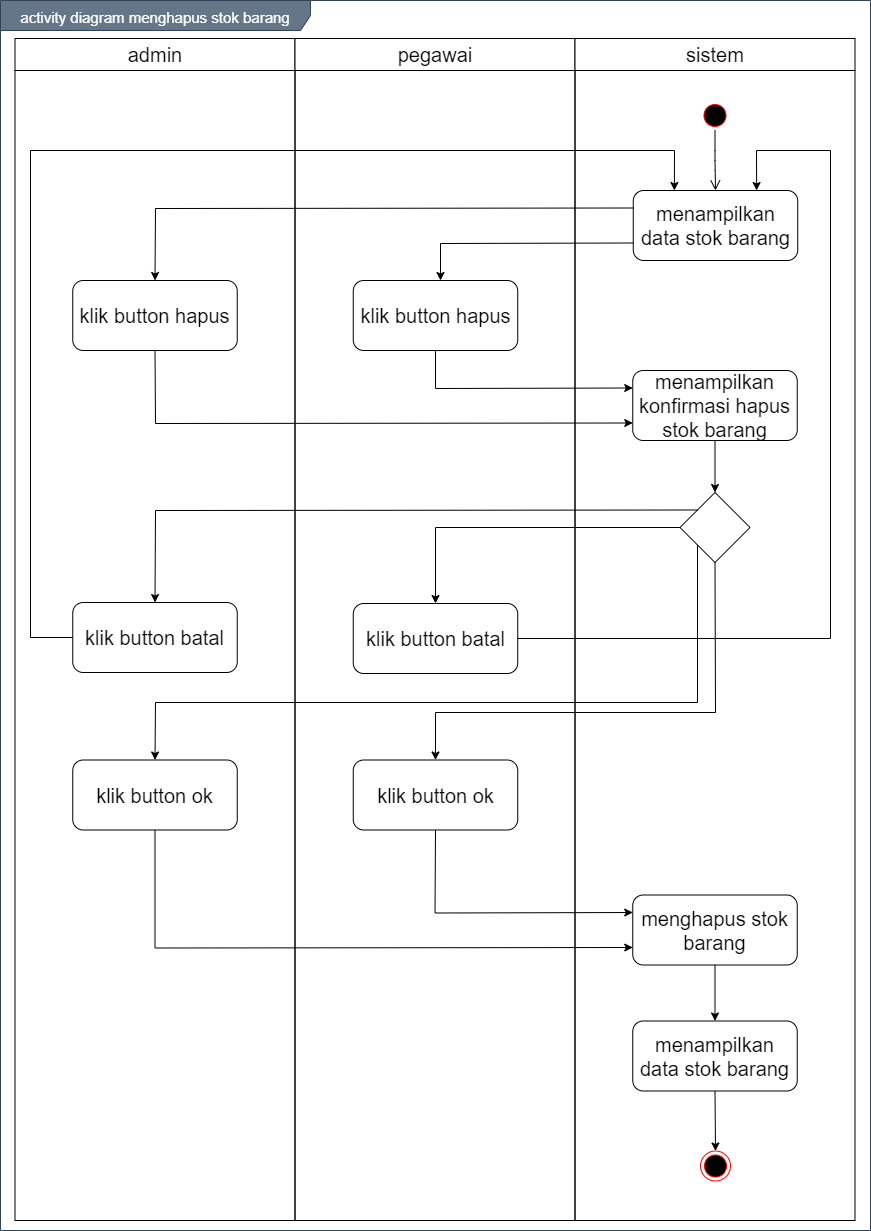 activity diagram menghapus stok barang
admin
pegawai
sistem
menampilkan
data stok barang
klik button hapus
klik button hapus
menampilkan
konfirmasi hapus
stok barang
klik button batal
klik button batal
klik button ok
klik button ok
menghapus stok
barang
menampilkan
data stok barang